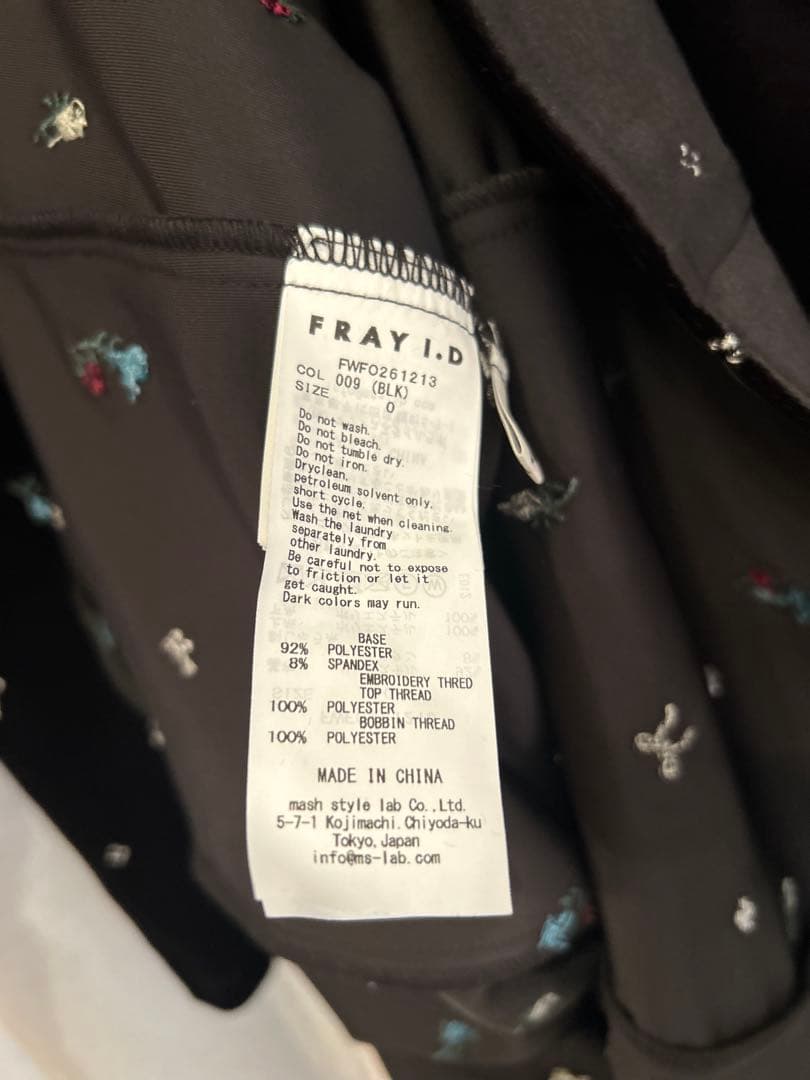 FRAY I.D
FWFO261213
COL 009 (BLK)
SIZE 0
Do not wash.
Do not bleach.
Do not tumble dry.
Do not iron.
Dryclean,
petroleum solvent only,
short cycle.
Use the net when cleaning.
Wash the laundry
separately from
other laundry.
Be careful not to expose
to friction or let it
get caught.
Dark colors may run.
BASE
92% POLYESTER
8% SPANDEX
EMBROIDERY THRED
TOP THREAD
100% POLYESTER
BOBBIN THREAD
100% POLYESTER
MADE IN CHINA
mash style lab Co.,Ltd.
5-7-1 Kojimachi.Chiyoda-ku
Tokyo,Japan
info@ms-lab.com